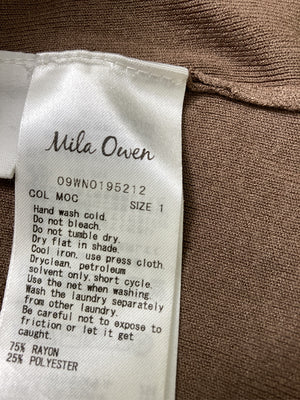 Mila Owen
09WNO195212
COL MOC SIZE 1
Hand wash cold.
Do not bleach.
Do not tumble dry.
Dry flat in shade.
Cool iron. use press cloth.
Dryclean, petroleum
solvent only. short cycle.
Use the net when washing.
Wash the laundry separately
from other laundry.
Be careful not to expose to
friction or let it get
caught.
75% RAYON
25% POLYESTER